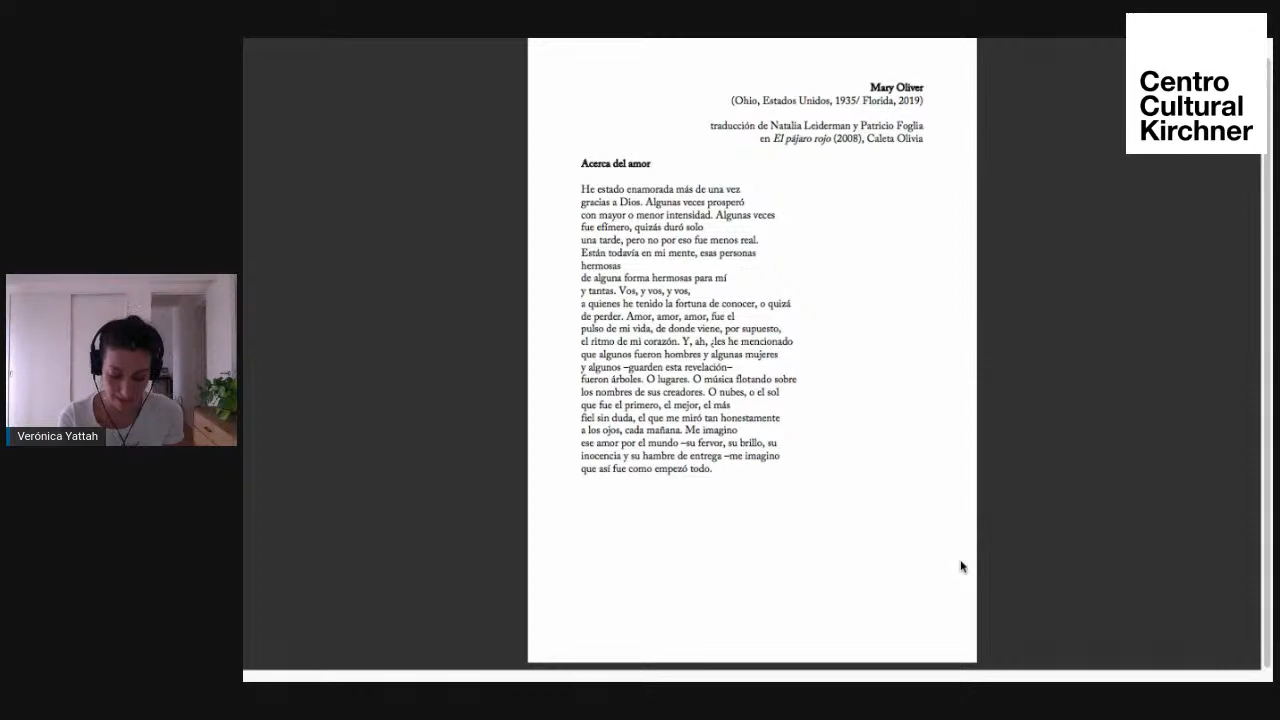 Centro
Cultural
Kirchner
Mary Oliver
(Ohio, Estados Unidos, 1935/ Florida, 2019)
traducción de Natalia Leiderman y Patricio Foglia
en El pájaro rojo (2008), Caleta Olivia
Acerca del amor
He estado enamorada más de una vez
gracias a Dios. Algunas veces prosperó
con mayor o menor intensidad. Algunas veces
fue efímero, quizás duró solo
una tarde, pero no por eso fue menos real.
Están todavía en mi mente, esas personas
hermosas
de alguna forma hermosas para mí
y tantas. Vos, y vos, y vos,
a quienes he tenido la fortuna de conocer, o quizá
de perder. Amor, amor, amor, fue el
pulso de mi vida, de donde viene, por supuesto,
el ritmo de mi corazón. Y, ah, ¿les he mencionado
que algunos fueron hombres y algunas mujeres
y algunos –guarden esta revelación–
fueron árboles. O lugares. O música flotando sobre
los nombres de sus creadores. O nubes, o el sol
que fue el primero, el mejor, el más
fiel sin duda, el que me miró tan honestamente
a los ojos, cada mañana. Me imagino
ese amor por el mundo –su fervor, su brillo, su
inocencia y su hambre de entrega –me imagino
que así fue como empezó todo.
Verónica Yattah